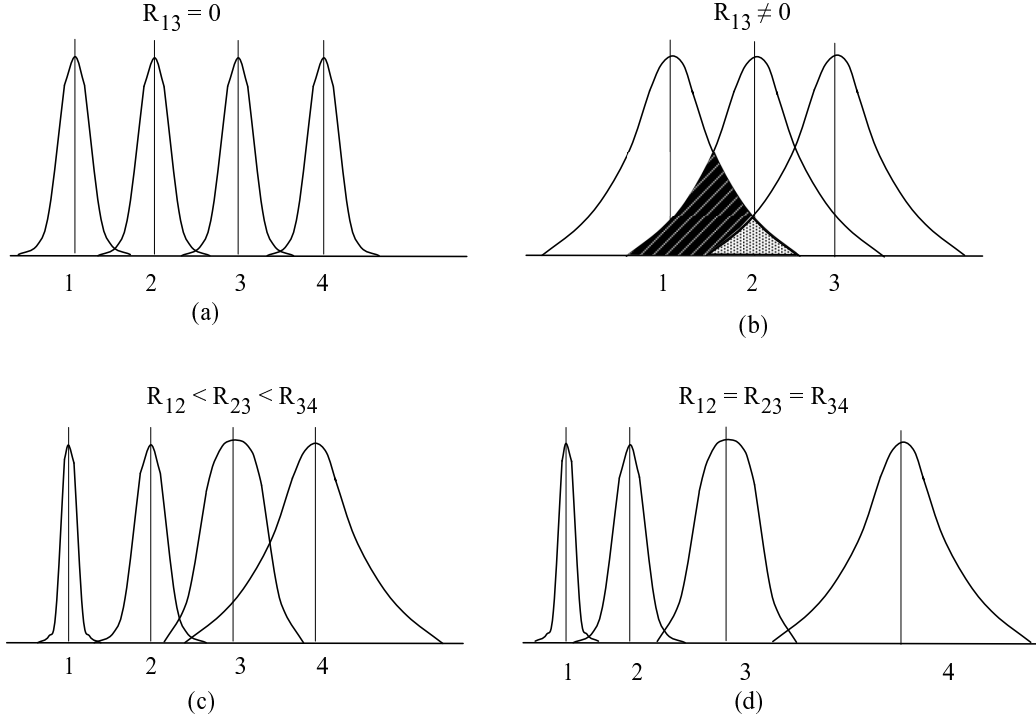 R13 = 0
1 2 3 4
(a)
R13 ≠ 0
1 2 3
(b)
R12 < R23 < R34
1 2 3 4
(c)
R12 = R23 = R34
1 2 3 4
(d)